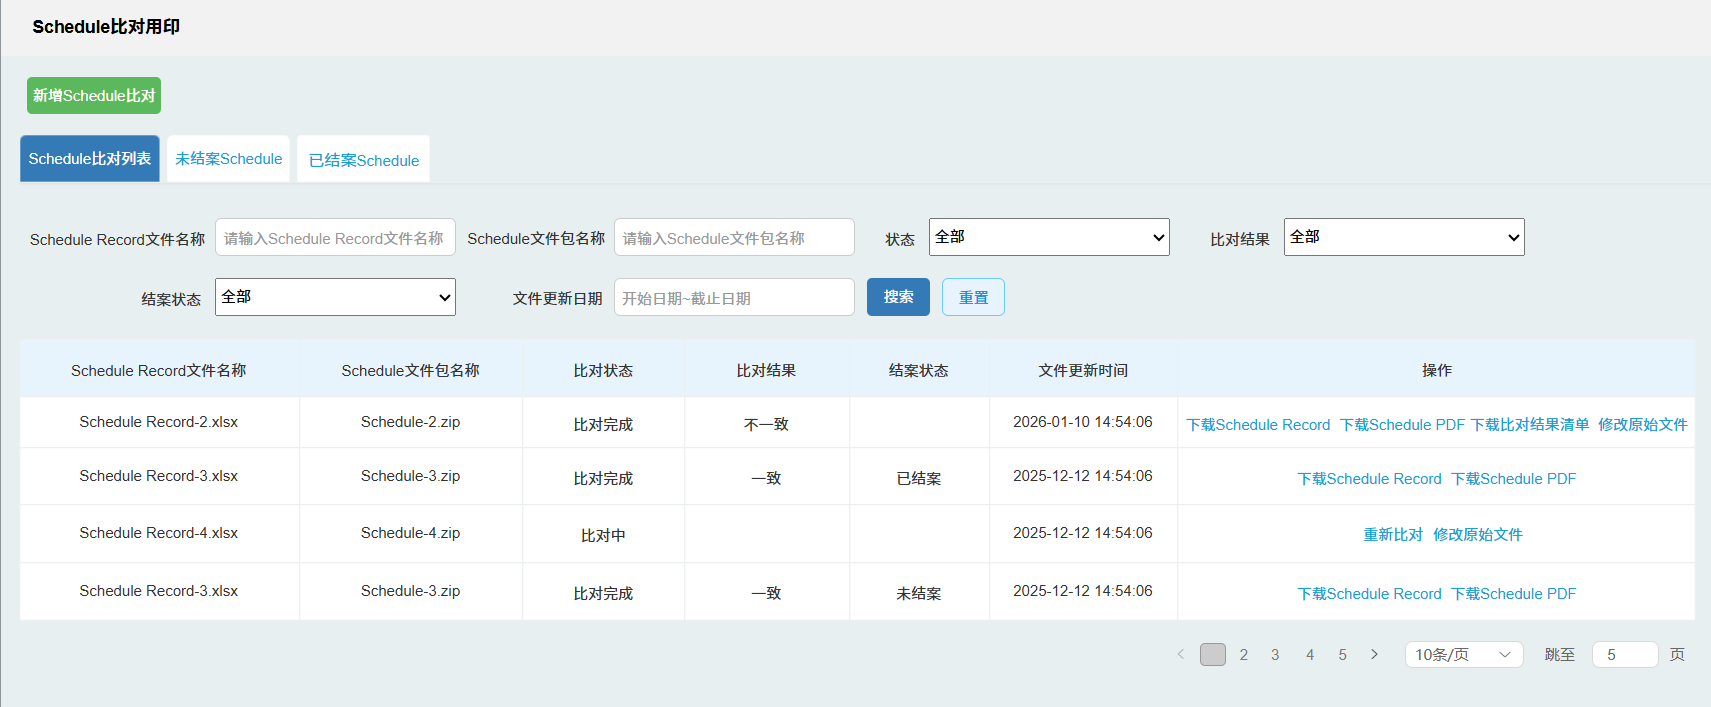 Schedule比对用印
新增Schedule比对
Schedule比对列表 未结案Schedule 已结案Schedule
Schedule Record文件名称 请输入Schedule Record文件名称 Schedule文件包名称 请输入Schedule文件包名称 状态 全部 比对结果 全部
结案状态 全部 文件更新日期 开始日期~截止日期 搜索 重置
Schedule Record文件名称 Schedule文件包名称 比对状态 比对结果 结案状态 文件更新时间 操作
Schedule Record-2.xlsx Schedule-2.zip 比对完成 不一致 2026-01-10 14:54:06 下载Schedule Record 下载Schedule PDF 下载比对结果清单 修改原始文件
Schedule Record-3.xlsx Schedule-3.zip 比对完成 一致 已结案 2025-12-12 14:54:06 下载Schedule Record 下载Schedule PDF
Schedule Record-4.xlsx Schedule-4.zip 比对中 2025-12-12 14:54:06 重新比对 修改原始文件
Schedule Record-3.xlsx Schedule-3.zip 比对完成 一致 未结案 2025-12-12 14:54:06 下载Schedule Record 下载Schedule PDF
2 3 4 5 10条/页 跳至 5 页